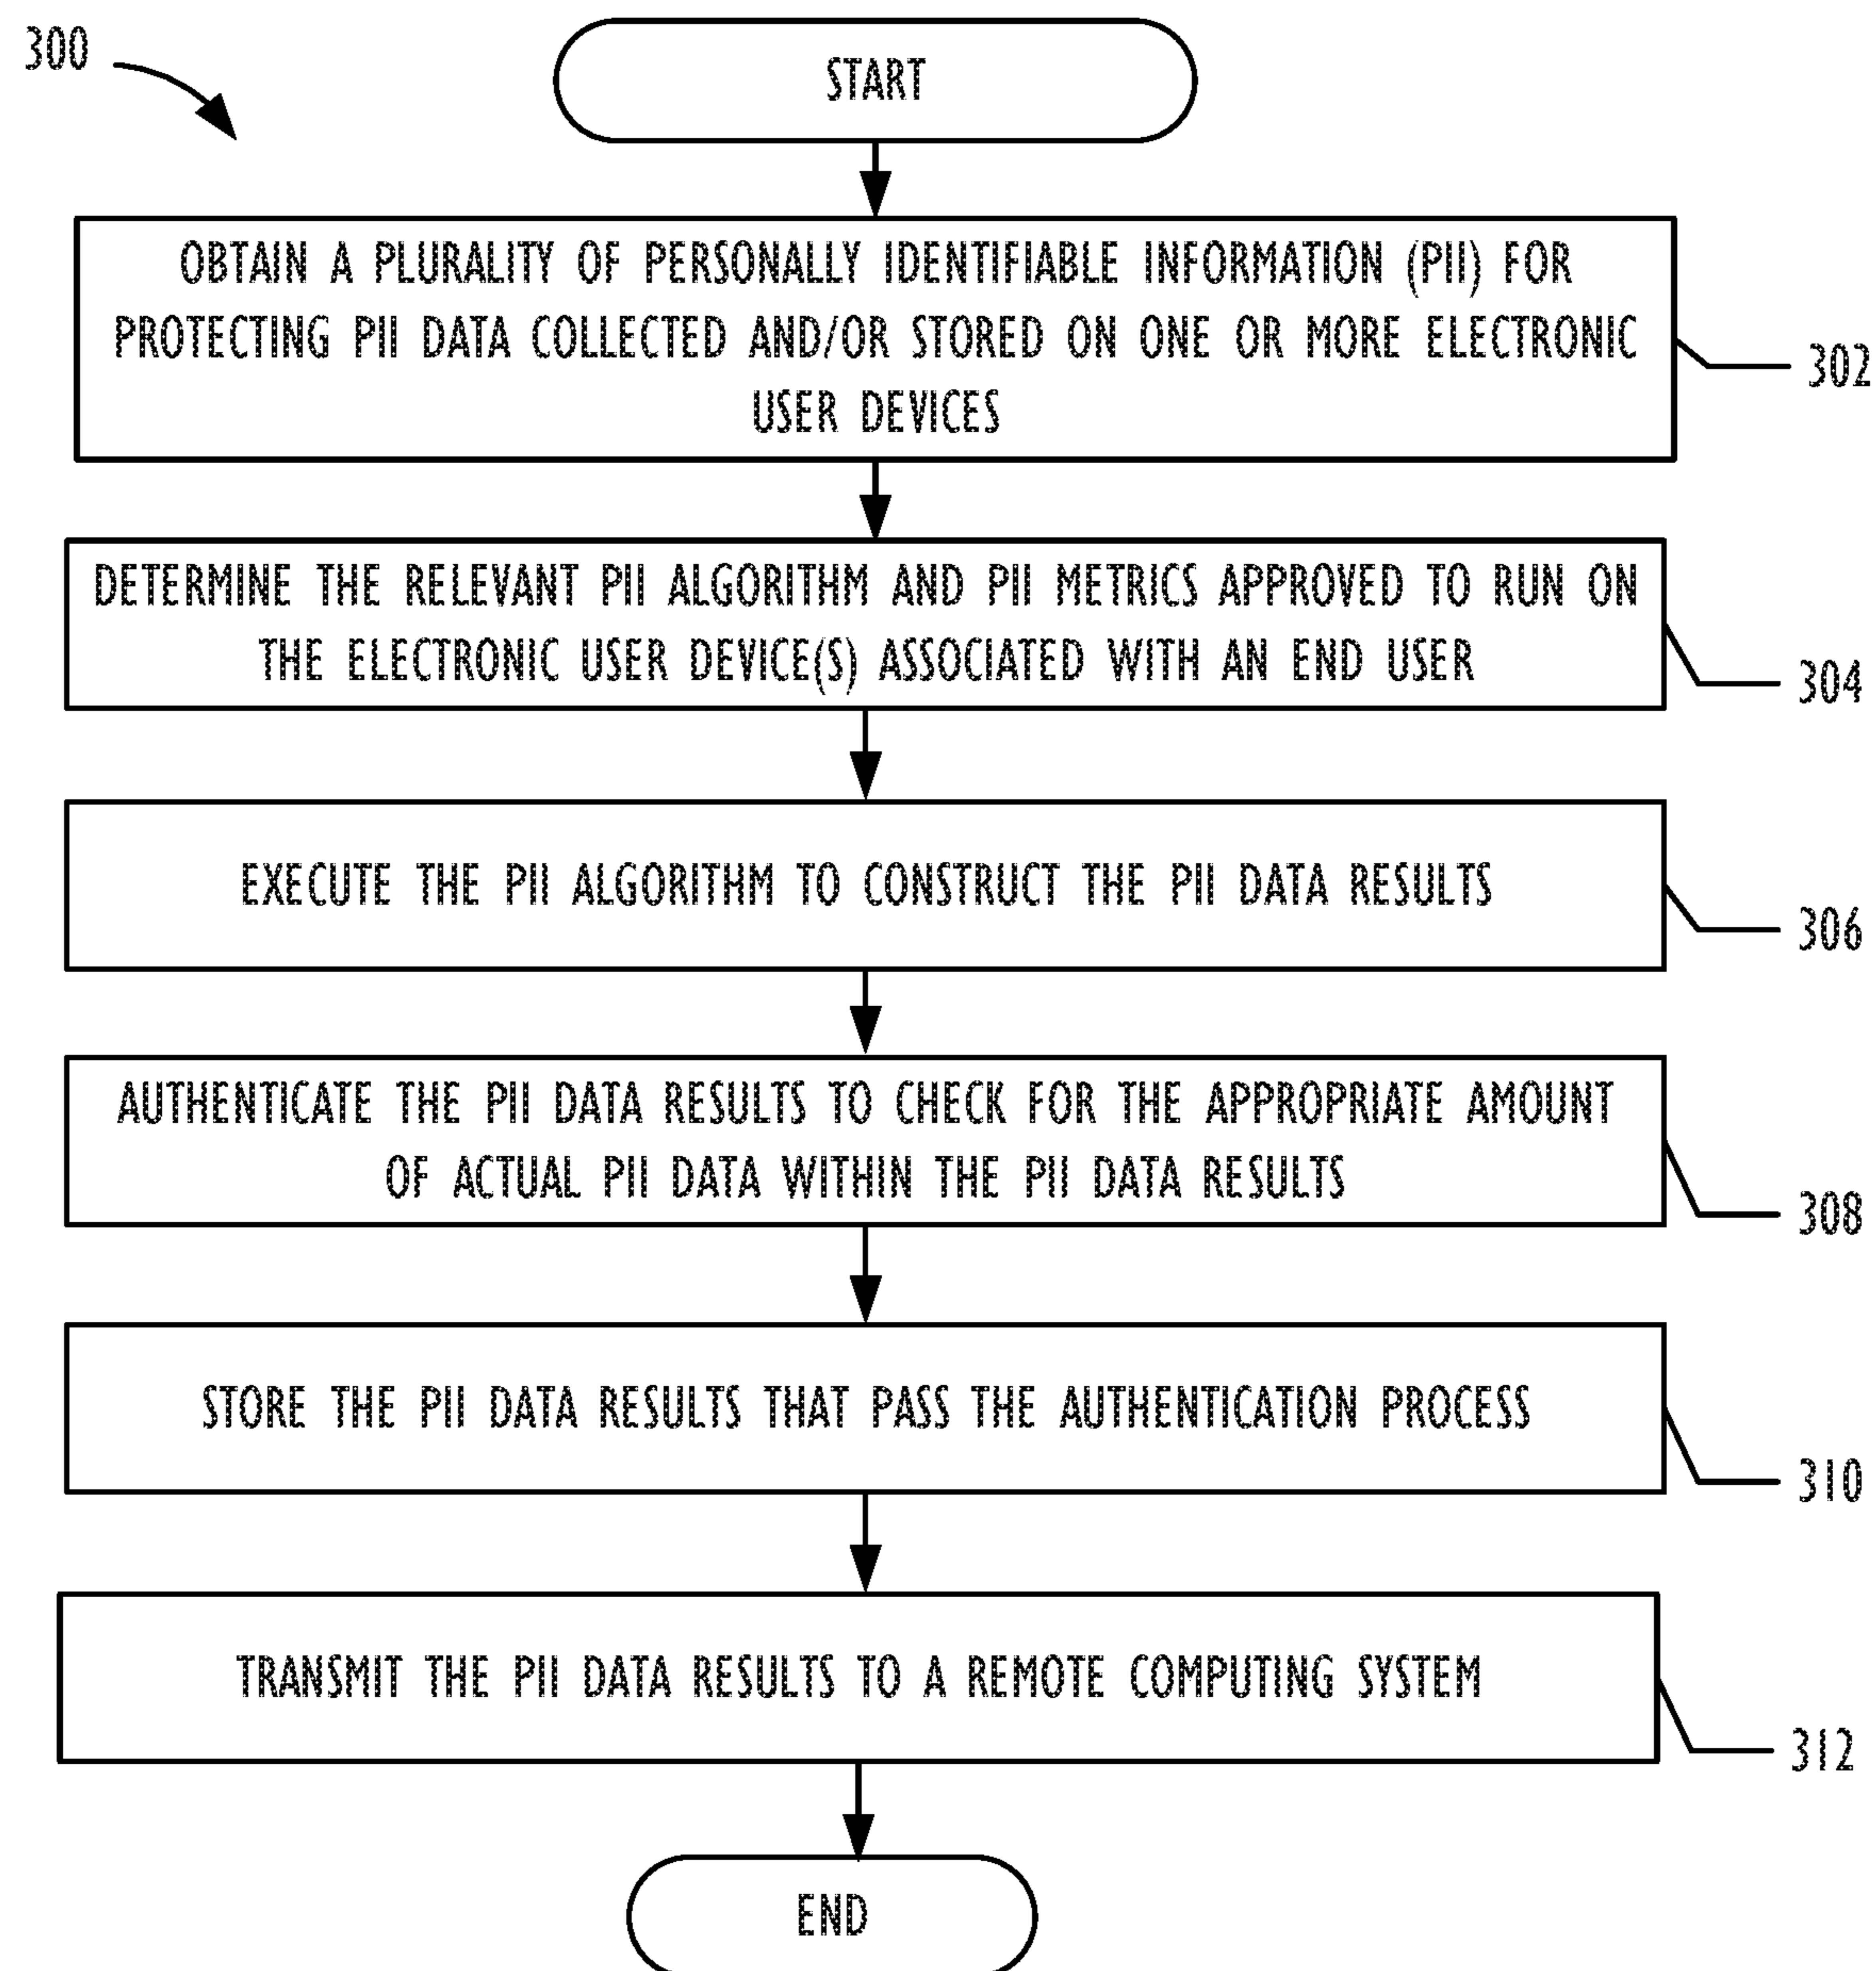 300
START
OBTAIN A PLURALITY OF PERSONALLY IDENTIFIABLE INFORMATION (PII) FOR
PROTECTING PII DATA COLLECTED AND/OR STORED ON ONE OR MORE ELECTRONIC
USER DEVICES
302
DETERMINE THE RELEVANT PII ALGORITHM AND PII METRICS APPROVED TO RUN ON
THE ELECTRONIC USER DEVICE(S) ASSOCIATED WITH AN END USER
304
EXECUTE THE PII ALGORITHM TO CONSTRUCT THE PII DATA RESULTS
306
AUTHENTICATE THE PII DATA RESULTS TO CHECK FOR THE APPROPRIATE AMOUNT
OF ACTUAL PII DATA WITHIN THE PII DATA RESULTS
308
STORE THE PII DATA RESULTS THAT PASS THE AUTHENTICATION PROCESS
310
TRANSMIT THE PII DATA RESULTS TO A REMOTE COMPUTING SYSTEM
312
END